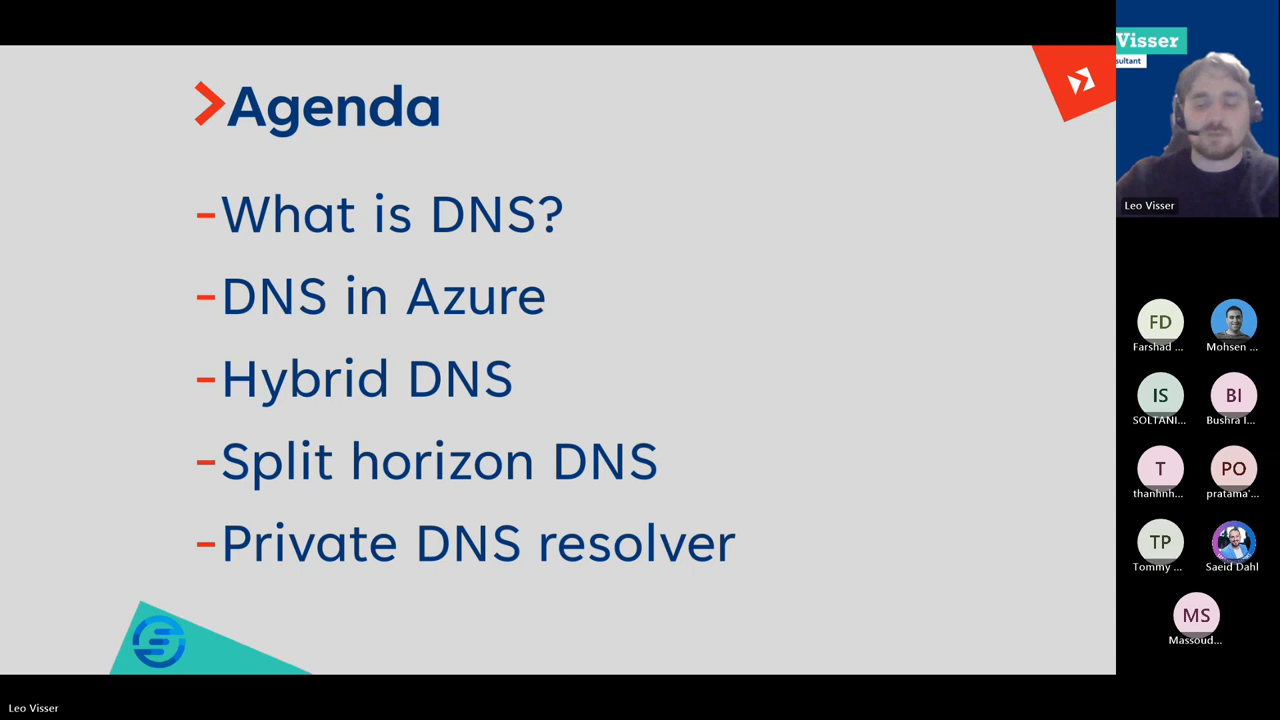 Agenda
-What is DNS?
-DNS in Azure
-Hybrid DNS
-Split horizon DNS
-Private DNS resolver
Visser
sultant
Leo Visser
FD
Farshad ...
Mohsen ...
IS
SOLTANI...
BI
Bushra I...
T
thanhnh...
PO
pratama'...
TP
Tommy ...
Saeid Dahl
MS
Massoud...
Leo Visser